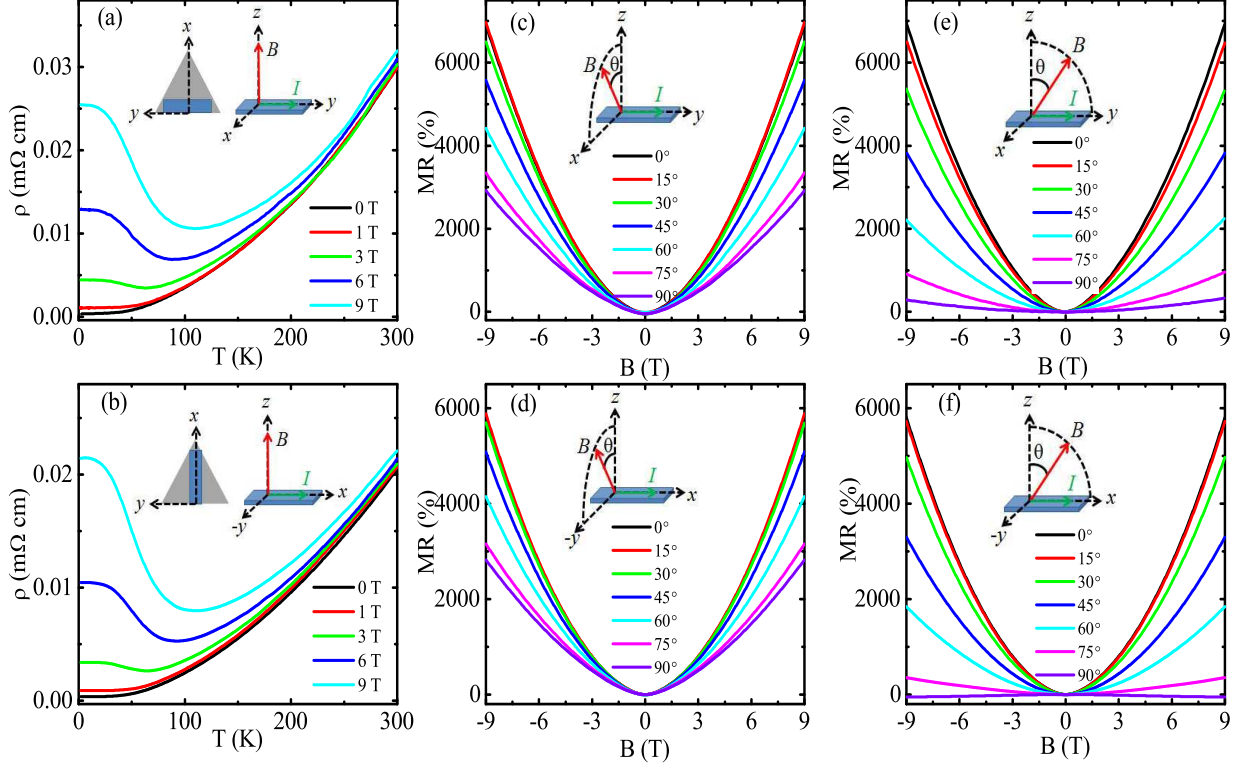 (a)
z
x
B
I
y
y
x
0.03
0.02
0.01
0.00
ρ (mΩ cm)
0 T
1 T
3 T
6 T
9 T
0
100
200
300
T (K)
(c)
z
B
θ
I
y
x
6000
4000
2000
0
MR (%)
0°
15°
30°
45°
60°
75°
90°
-9
-6
-3
0
3
6
9
B (T)
(e)
z
B
θ
I
y
x
6000
4000
2000
0
MR (%)
0°
15°
30°
45°
60°
75°
90°
-9
-6
-3
0
3
6
9
B (T)
(b)
x
z
B
I
x
y
-y
0.02
0.01
0.00
ρ (mΩ cm)
0 T
1 T
3 T
6 T
9 T
0
100
200
300
T (K)
(d)
z
B
θ
I
x
-y
6000
4000
2000
0
MR (%)
0°
15°
30°
45°
60°
75°
90°
-9
-6
-3
0
3
6
9
B (T)
(f)
z
B
θ
I
x
-y
6000
4000
2000
0
MR (%)
0°
15°
30°
45°
60°
75°
90°
-9
-6
-3
0
3
6
9
B (T)